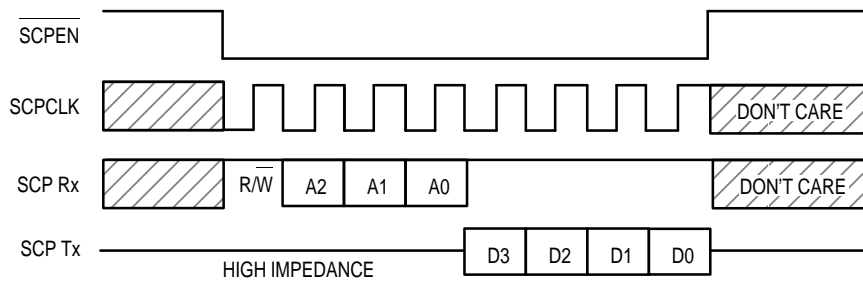 SCPEN
SCPCLK DON'T CARE
SCP Rx R/W A2 A1 A0 DON'T CARE
SCP Tx D3 D2 D1 D0
HIGH IMPEDANCE